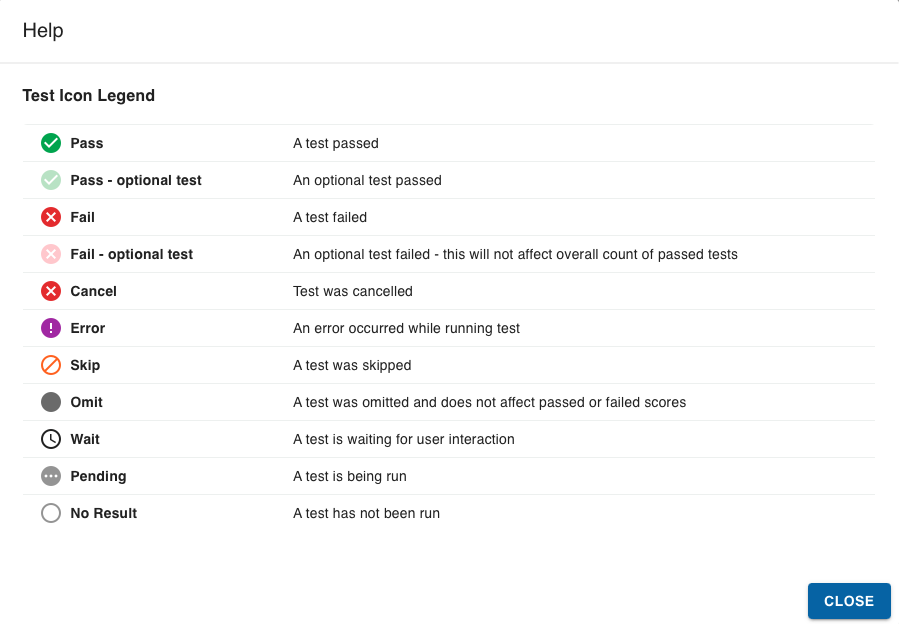 Help
Test Icon Legend
Pass A test passed
Pass - optional test An optional test passed
Fail A test failed
Fail - optional test An optional test failed - this will not affect overall count of passed tests
Cancel Test was cancelled
Error An error occurred while running test
Skip A test was skipped
Omit A test was omitted and does not affect passed or failed scores
Wait A test is waiting for user interaction
Pending A test is being run
No Result A test has not been run
CLOSE